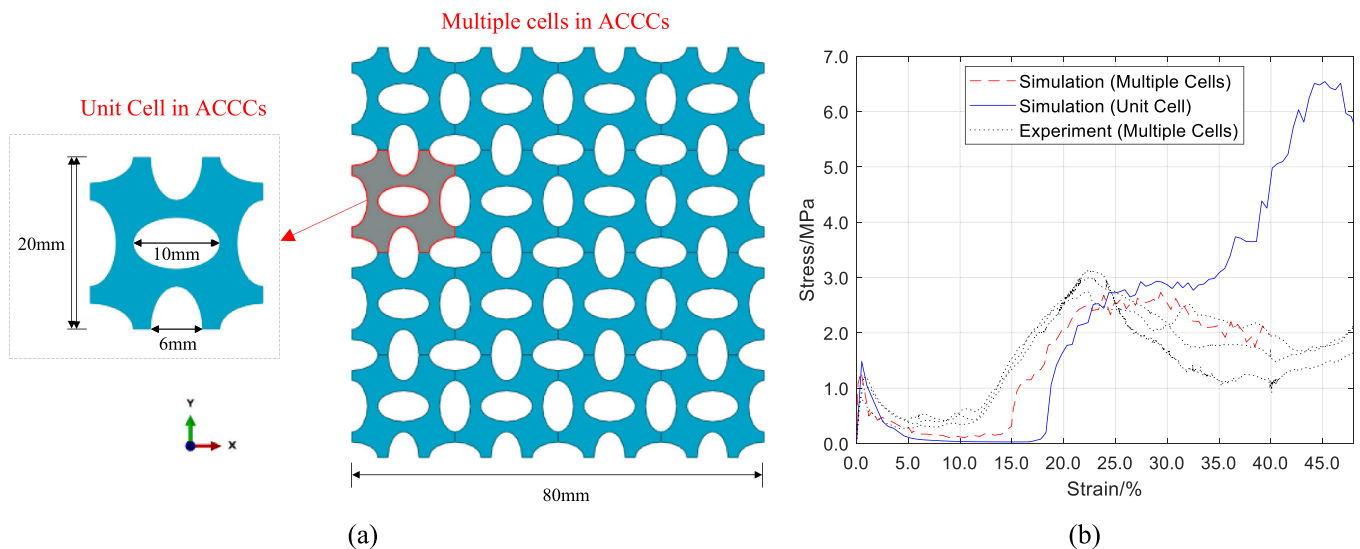 Multiple cells in ACCCs
Unit Cell in ACCCs
20mm
10mm
6mm
Y
X
80mm
(a)
7.0
6.0
5.0
4.0
3.0
2.0
1.0
0.0
Stress/MPa
Simulation (Multiple Cells)
Simulation (Unit Cell)
Experiment (Multiple Cells)
0.0 5.0 10.0 15.0 20.0 25.0 30.0 35.0 40.0 45.0
Strain/%
(b)